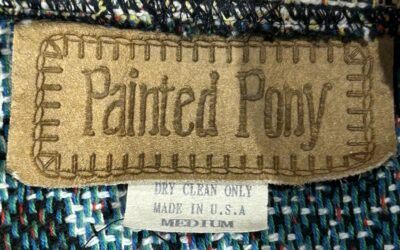 Painted Pony
DRY CLEAN ONLY
MADE IN U.S.A
MEDIUM